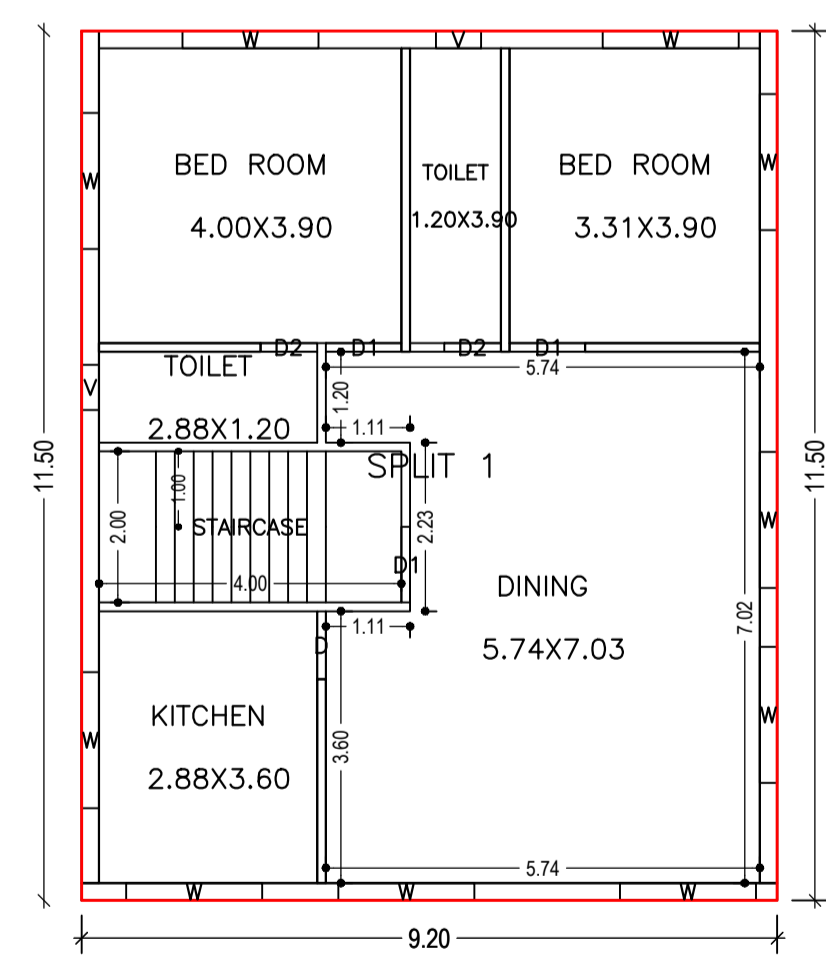 W V W
BED ROOM
4.00X3.90
TOILET
1.20X3.90
BED ROOM
3.31X3.90
W
W
D2 D1 D2 D1
TOILET
2.88X1.20
V
1.20
5.74
1.11
SPLIT 1
11.50
11.50
2.00
1.00
STAIRCASE
4.00
2.23
D1
W
DINING
5.74X7.03
7.02
1.11
D
KITCHEN
2.88X3.60
3.60
W
W
5.74
W W W
9.20